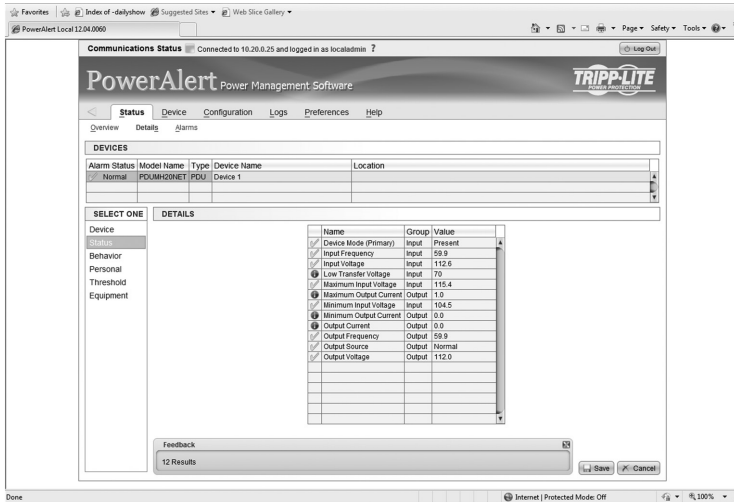 Favorites Index of -dailyshow Suggested Sites Web Slice Gallery
PowerAlert Local 12.04.0060 Page Safety Tools
Communications Status Connected to 10.20.0.25 and logged in as localadmin ? Log Out
PowerAlert Power Management Software
TRIPP-LITE
POWER PROTECTION
Status Device Configuration Logs Preferences Help
Overview Details Alarms
DEVICES
Alarm Status Model Name Type Device Name Location
Normal PDUMH20NET PDU Device 1
SELECT ONE
Device
Status
Behavior
Personal
Threshold
Equipment
DETAILS
Name Group Value
Device Mode (Primary) Input Present
Input Frequency Input 59.9
Input Voltage Input 112.6
Low Transfer Voltage Input 70
Maximum Input Voltage Input 115.4
Maximum Output Current Output 1.0
Minimum Input Voltage Input 104.5
Minimum Output Current Output 0.0
Output Current Output 0.0
Output Frequency Output 59.9
Output Source Output Normal
Output Voltage Output 112.0
Feedback
12 Results
Save Cancel
Done Internet | Protected Mode: Off 100%